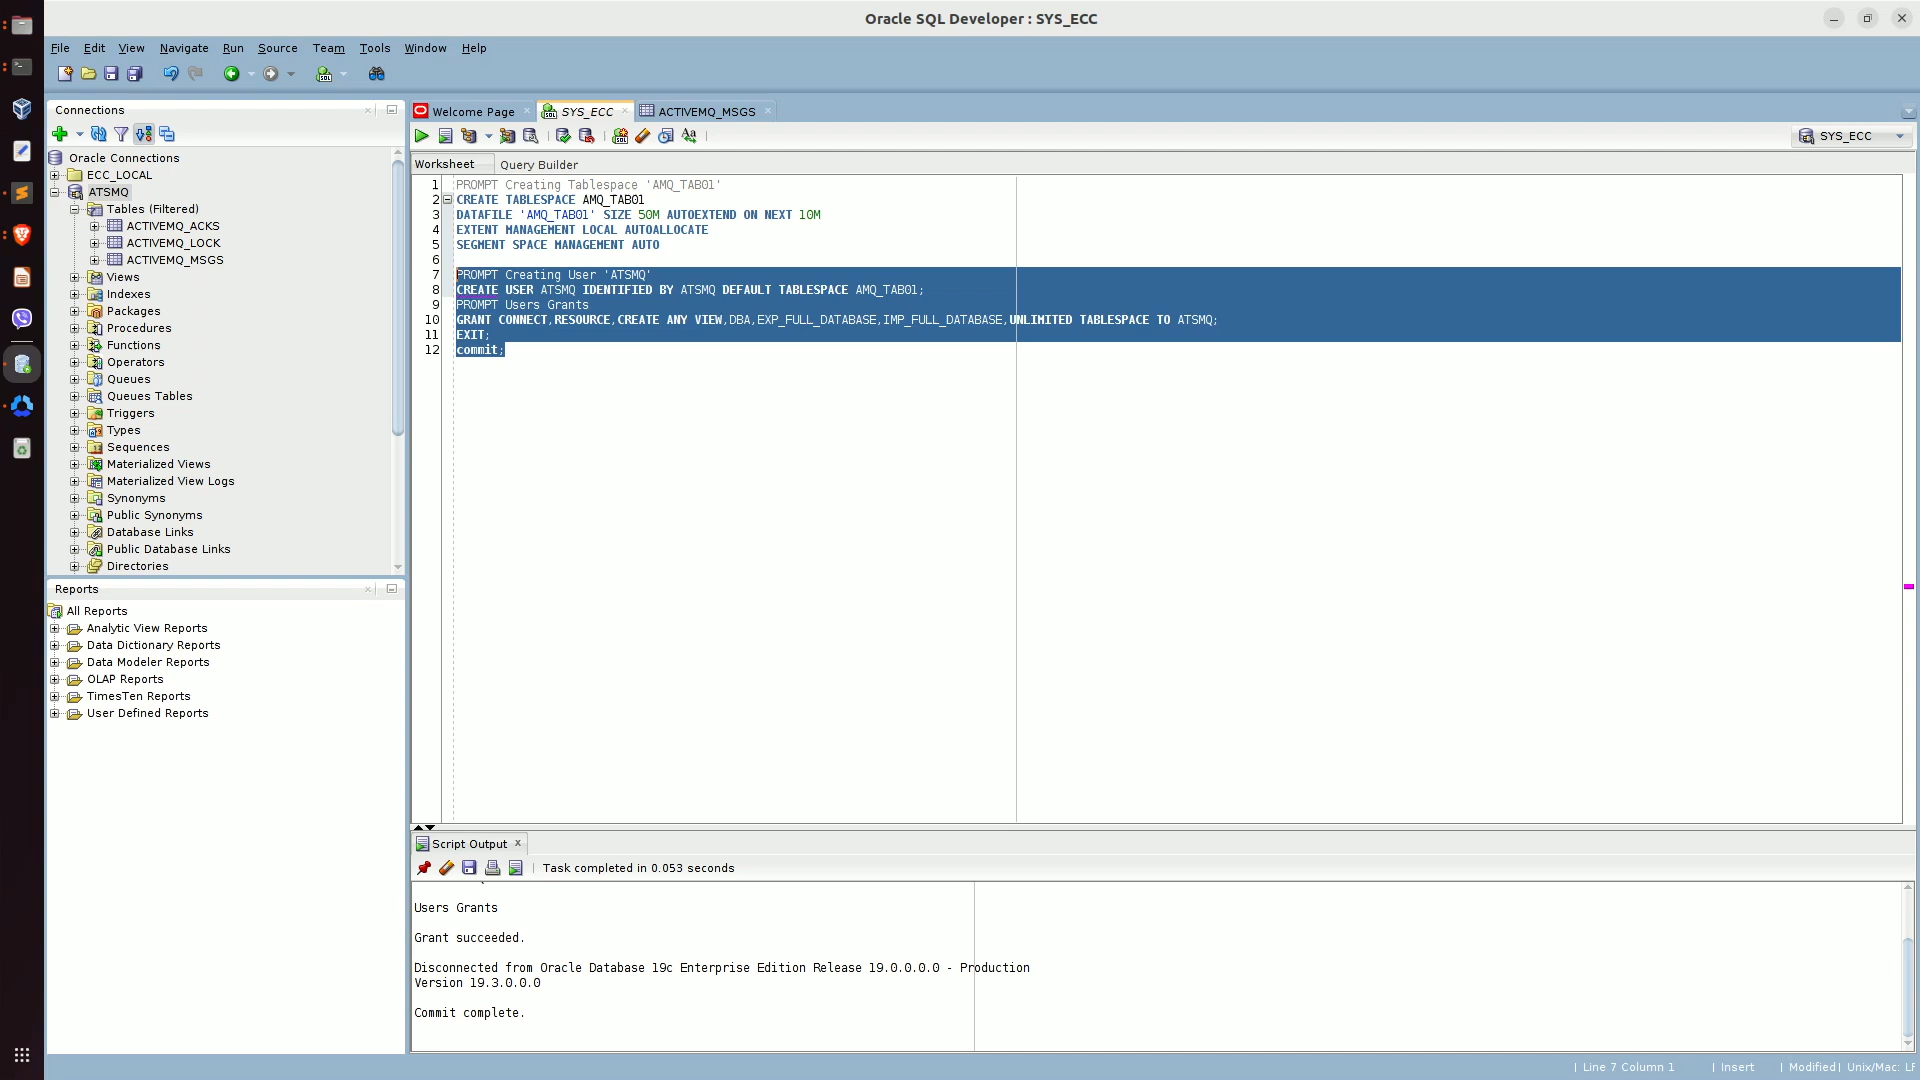 Oracle SQL Developer : SYS_ECC
File Edit View Navigate Run Source Team Tools Window Help
Connections
Oracle Connections
ECC_LOCAL
ATSMQ
Tables (Filtered)
ACTIVEMQ_ACKS
ACTIVEMQ_LOCK
ACTIVEMQ_MSGS
Views
Indexes
Packages
Procedures
Functions
Operators
Queues
Queues Tables
Triggers
Types
Sequences
Materialized Views
Materialized View Logs
Synonyms
Public Synonyms
Database Links
Public Database Links
Directories
Reports
All Reports
Analytic View Reports
Data Dictionary Reports
Data Modeler Reports
OLAP Reports
TimesTen Reports
User Defined Reports
Welcome Page SYS_ECC ACTIVEMQ_MSGS
SYS_ECC
Worksheet Query Builder
1 PROMPT Creating Tablespace 'AMQ_TAB01'
2 CREATE TABLESPACE AMQ_TAB01
3 DATAFILE 'AMQ_TAB01' SIZE 50M AUTOEXTEND ON NEXT 10M
4 EXTENT MANAGEMENT LOCAL AUTOALLOCATE
5 SEGMENT SPACE MANAGEMENT AUTO
6
7 PROMPT Creating User 'ATSMQ'
8 CREATE USER ATSMQ IDENTIFIED BY ATSMQ DEFAULT TABLESPACE AMQ_TAB01;
9 PROMPT Users Grants
10 GRANT CONNECT,RESOURCE,CREATE ANY VIEW,DBA,EXP_FULL_DATABASE,IMP_FULL_DATABASE,UNLIMITED TABLESPACE TO ATSMQ;
11 EXIT;
12 commit;
Script Output
Task completed in 0.053 seconds
Users Grants
Grant succeeded.
Disconnected from Oracle Database 19c Enterprise Edition Release 19.0.0.0.0 - Production
Version 19.3.0.0.0
Commit complete.
Line 7 Column 1 Insert Modified Unix/Mac: LF